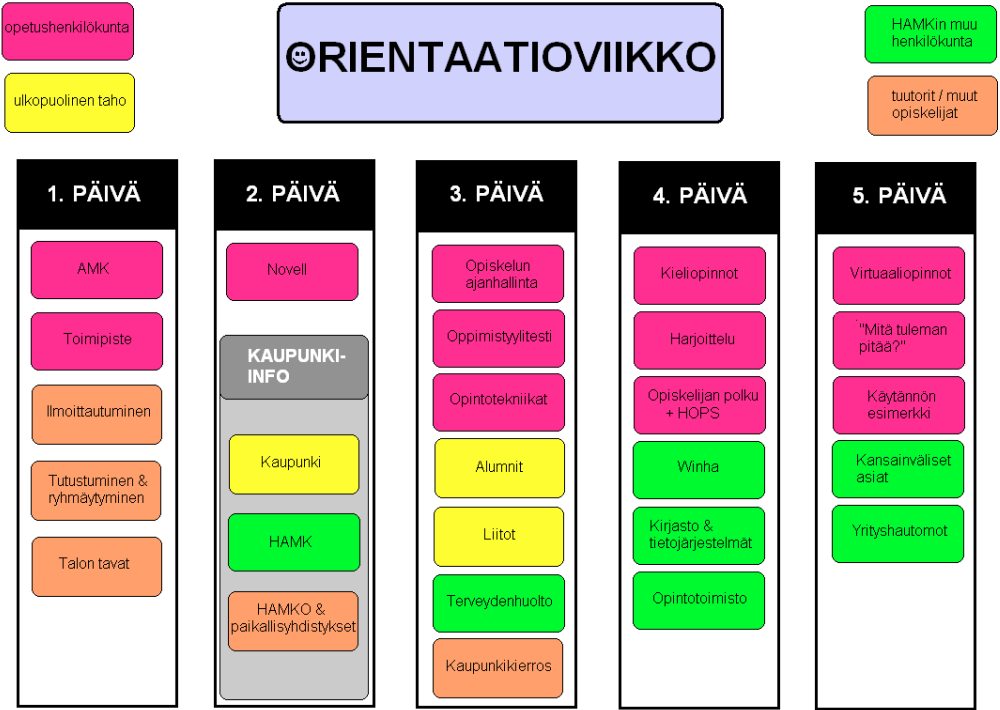 opetushenkilökunta
ulkopuolinen taho
ORIENTAATIOVIIKKO
HAMKin muu
henkilökunta
tuutorit / muut
opiskelijat
1. PÄIVÄ
AMK
Toimipiste
Ilmoittautuminen
Tutustuminen &
ryhmäytyminen
Talon tavat
2. PÄIVÄ
Novell
KAUPUNKI-
INFO
Kaupunki
HAMK
HAMKO &
paikallisyhdistykset
3. PÄIVÄ
Opiskelun
ajanhallinta
Oppimistyylitesti
Opintotekniikat
Alumnit
Liitot
Terveydenhuolto
Kaupunkikierros
4. PÄIVÄ
Kieliopinnot
Harjoittelu
Opiskelijan polku
+ HOPS
Winha
Kirjasto &
tietojärjestelmät
Opintotoimisto
5. PÄIVÄ
Virtuaaliopinnot
"Mitä tuleman
pitää?"
Käytännön
esimerkki
Kansainväliset
asiat
Yrityshautomot